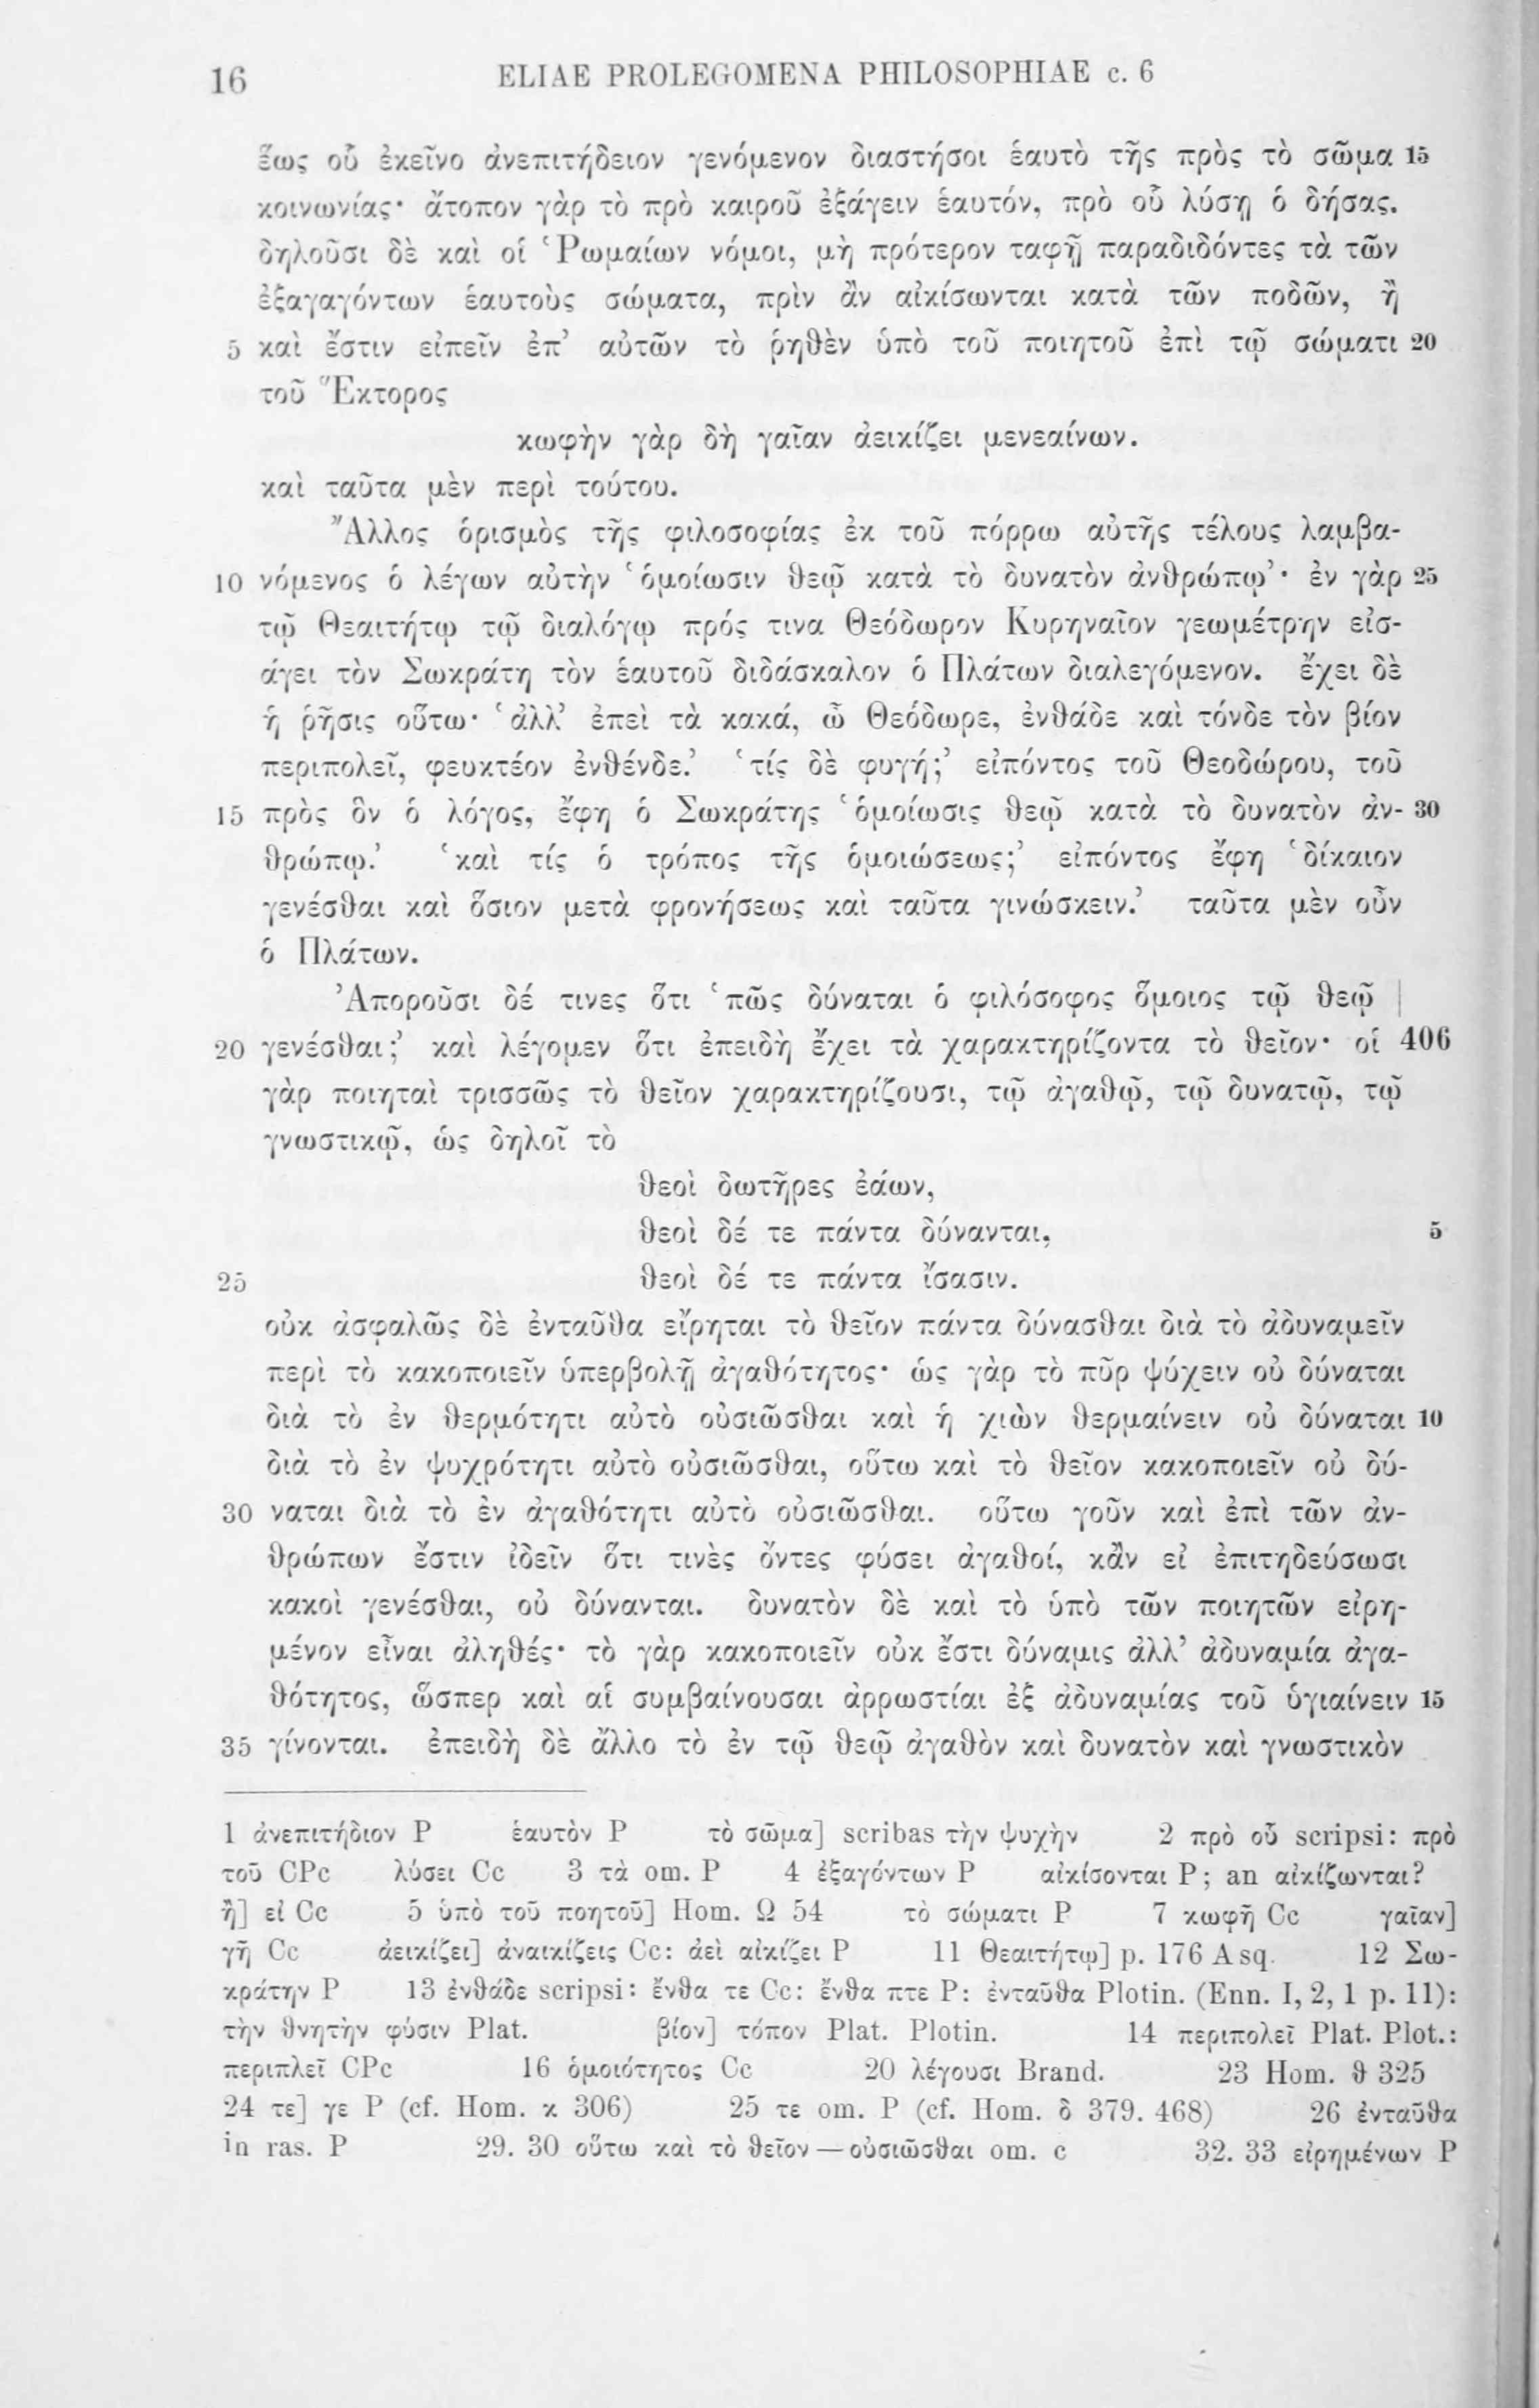 16 ELIAE PROLEGOMENA PHILOSOPHIAE c. 6
ἕως οὗ ἐκεῖνο ἀνεπιτήδειον γενόμενον διαστήσοι ἑαυτὸ τῆς πρὸς τὸ σῶμα 15
κοινωνίας· ἄτοπον γὰρ τὸ πρὸ καιροῦ ἐξάγειν ἑαυτόν, πρὸ οὗ λύσῃ ὁ δήσας.
δηλοῦσι δὲ καὶ οἱ Ῥωμαίων νόμοι, μὴ πρότερον ταφῇ παραδιδόντες τὰ τῶν
ἐξαγαγόντων ἑαυτοὺς σώματα, πρὶν ἂν αἰκίσωνται κατὰ τῶν ποδῶν, ἢ
5 καὶ ἔστιν εἰπεῖν ἐπ’ αὐτῶν τὸ ῥηθὲν ὑπὸ τοῦ ποιητοῦ ἐπὶ τῷ σώματι 20
τοῦ Ἕκτορος
κωφὴν γὰρ δὴ γαῖαν ἀεικίζει μενεαίνων.
καὶ ταῦτα μὲν περὶ τούτου.
Ἄλλος ὁρισμὸς τῆς φιλοσοφίας ἐκ τοῦ πόρρω αὐτῆς τέλους λαμβα-
10 νόμενος ὁ λέγων αὐτὴν ‘ὁμοίωσιν θεῷ κατὰ τὸ δυνατὸν ἀνθρώπῳ’· ἐν γὰρ 25
τῷ Θεαιτήτῳ τῷ διαλόγῳ πρός τινα Θεόδωρον Κυρηναῖον γεωμέτρην εἰσ-
άγει τὸν Σωκράτη τὸν ἑαυτοῦ διδάσκαλον ὁ Πλάτων διαλεγόμενον. ἔχει δὲ
ἡ ῥῆσις οὕτω· ‘ἀλλ’ ἐπεὶ τὰ κακά, ὦ Θεόδωρε, ἐνθάδε καὶ τόνδε τὸν βίον
περιπολεῖ, φευκτέον ἐνθένδε.’ ‘τίς δὲ φυγή;’ εἰπόντος τοῦ Θεοδώρου, τοῦ
15 πρὸς ὃν ὁ λόγος, ἔφη ὁ Σωκράτης ‘ὁμοίωσις θεῷ κατὰ τὸ δυνατὸν ἀν- 30
θρώπῳ.’ ‘καὶ τίς ὁ τρόπος τῆς ὁμοιώσεως;’ εἰπόντος ἔφη ‘δίκαιον
γενέσθαι καὶ ὅσιον μετὰ φρονήσεως καὶ ταῦτα γινώσκειν.’ ταῦτα μὲν οὖν
ὁ Πλάτων.
Ἀποροῦσι δέ τινες ὅτι ‘πῶς δύναται ὁ φιλόσοφος ὅμοιος τῷ θεῷ |
20 γενέσθαι;’ καὶ λέγομεν ὅτι ἐπειδὴ ἔχει τὰ χαρακτηρίζοντα τὸ θεῖον· οἱ 406
γὰρ ποιηταὶ τρισσῶς τὸ θεῖον χαρακτηρίζουσι, τῷ ἀγαθῷ, τῷ δυνατῷ, τῷ
γνωστικῷ, ὡς δηλοῖ τὸ
θεοὶ δωτῆρες ἐάων,
θεοὶ δέ τε πάντα δύνανται, 5
25 θεοὶ δέ τε πάντα ἴσασιν.
οὐκ ἀσφαλῶς δὲ ἐνταῦθα εἴρηται τὸ θεῖον πάντα δύνασθαι διὰ τὸ ἀδυναμεῖν
περὶ τὸ κακοποιεῖν ὑπερβολῇ ἀγαθότητος· ὡς γὰρ τὸ πῦρ ψύχειν οὐ δύναται
διὰ τὸ ἐν θερμότητι αὐτὸ οὐσιῶσθαι καὶ ἡ χιὼν θερμαίνειν οὐ δύναται 10
διὰ τὸ ἐν ψυχρότητι αὐτὸ οὐσιῶσθαι, οὕτω καὶ τὸ θεῖον κακοποιεῖν οὐ δύ-
30 ναται διὰ τὸ ἐν ἀγαθότητι αὐτὸ οὐσιῶσθαι. οὕτω γοῦν καὶ ἐπὶ τῶν ἀν-
θρώπων ἔστιν ἰδεῖν ὅτι τινὲς ὄντες φύσει ἀγαθοί, κἂν εἰ ἐπιτηδεύσωσι
κακοὶ γενέσθαι, οὐ δύνανται. δυνατὸν δὲ καὶ τὸ ὑπὸ τῶν ποιητῶν εἰρη-
μένον εἶναι ἀληθές· τὸ γὰρ κακοποιεῖν οὐκ ἔστι δύναμις ἀλλ’ ἀδυναμία ἀγα-
θότητος, ὥσπερ καὶ αἱ συμβαίνουσαι ἀρρωστίαι ἐξ ἀδυναμίας τοῦ ὑγιαίνειν 15
35 γίνονται. ἐπειδὴ δὲ ἄλλο τὸ ἐν τῷ θεῷ ἀγαθὸν καὶ δυνατὸν καὶ γνωστικὸν
1 ἀνεπιτήδιον P ἑαυτὸν P τὸ σῶμα] scribas τὴν ψυχὴν 2 πρὸ οὗ scripsi: πρὸ
τοῦ CPc λύσει Cc 3 τὰ om. P 4 ἐξαγόντων P αἰκίσονται P; an αἰκίζωνται?
ἢ] εἰ Cc 5 ὑπὸ τοῦ ποητοῦ] Hom. Ω 54 τὸ σώματι P 7 κωφῆ Cc γαῖαν]
γῆ Cc ἀεικίζει] ἀναικίζεις Cc: ἀεὶ αἰκίζει P 11 Θεαιτήτῳ] p. 176 A sq. 12 Σω-
κράτην P 13 ἐνθάδε scripsi: ἔνθα τε Cc: ἔνθα πτε P: ἐνταῦθα Plotin. (Enn. I, 2, 1 p. 11):
τὴν θνητὴν φύσιν Plat. βίον] τόπον Plat. Plotin. 14 περιπολεῖ Plat. Plot.:
περιπλεῖ CPc 16 ὁμοιότητος Cc 20 λέγουσι Brand. 23 Hom. θ 325
24 τε] γε P (cf. Hom. κ 306) 25 τε om. P (cf. Hom. δ 379. 468) 26 ἐνταῦθα
in ras. P 29. 30 οὕτω καὶ τὸ θεῖον — οὐσιῶσθαι om. c 32. 33 εἰρημένων P